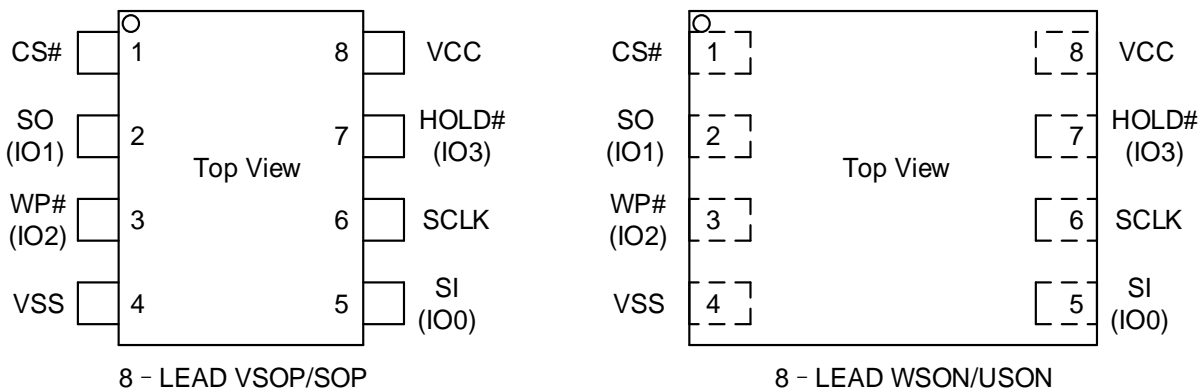 CS# 1 8 VCC
SO
(IO1) 2 7 HOLD#
(IO3)
Top View
WP#
(IO2) 3 6 SCLK
VSS 4 5 SI
(IO0)
8 - LEAD VSOP/SOP
CS# 1 8 VCC
SO
(IO1) 2 7 HOLD#
(IO3)
Top View
WP#
(IO2) 3 6 SCLK
VSS 4 5 SI
(IO0)
8 - LEAD WSON/USON